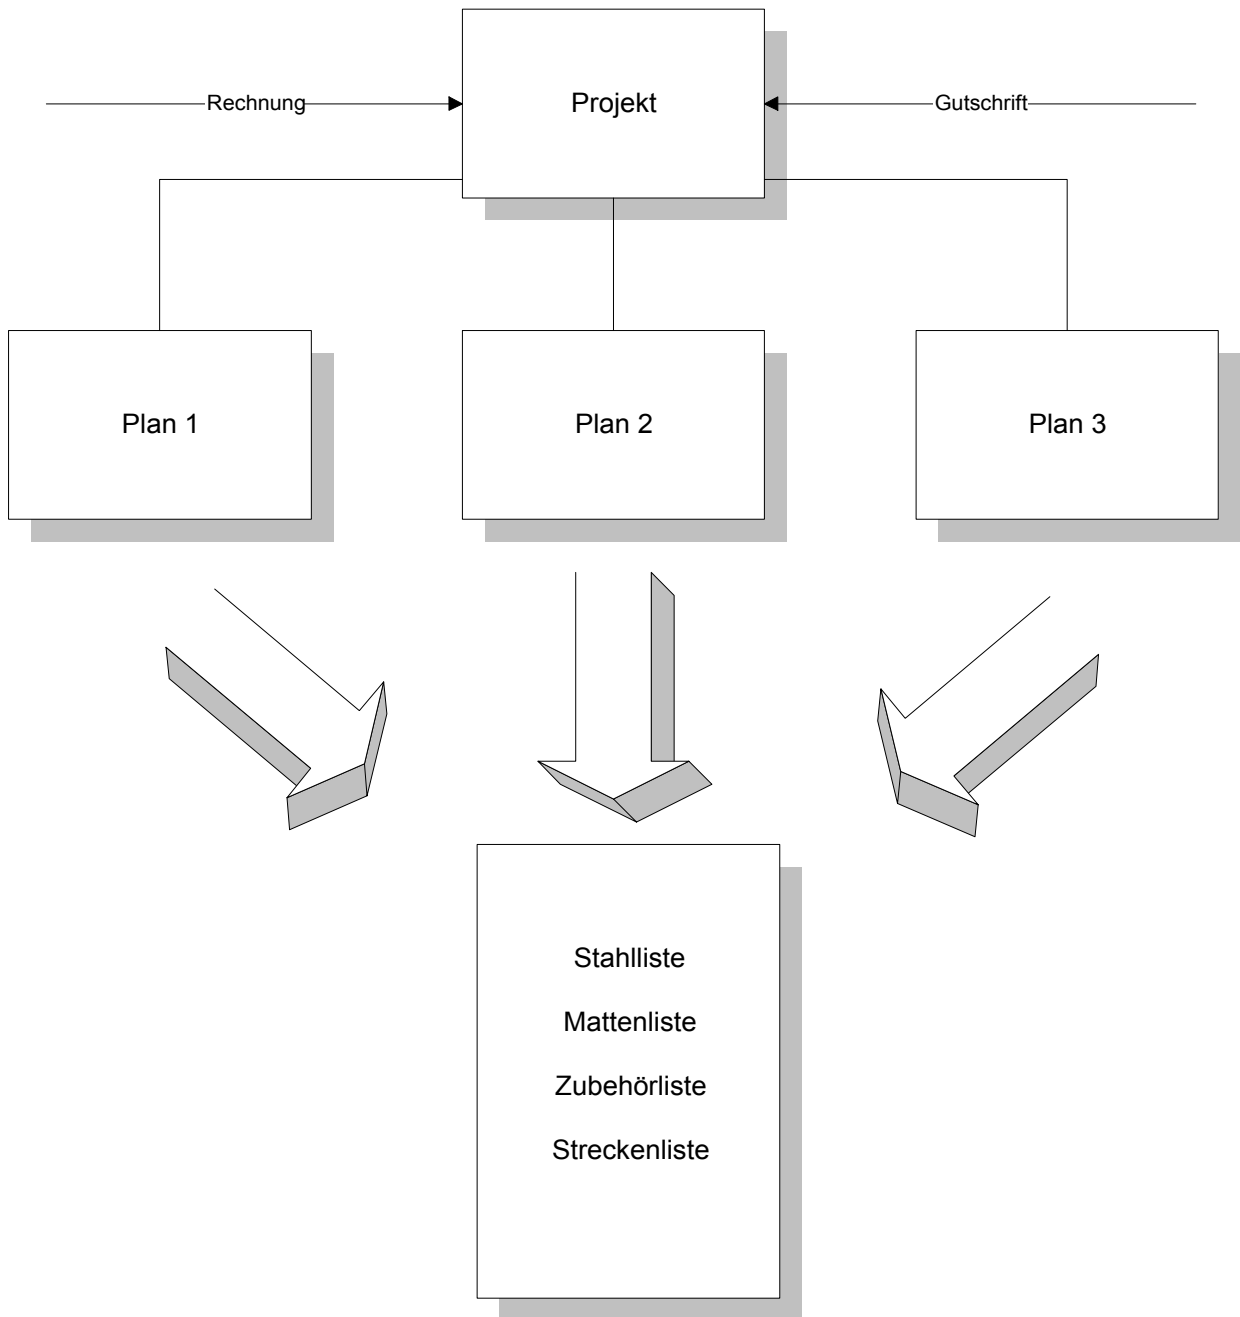 Rechnung
Projekt
Gutschrift
Plan 1
Plan 2
Plan 3
Stahlliste
Mattenliste
Zubehörliste
Streckenliste